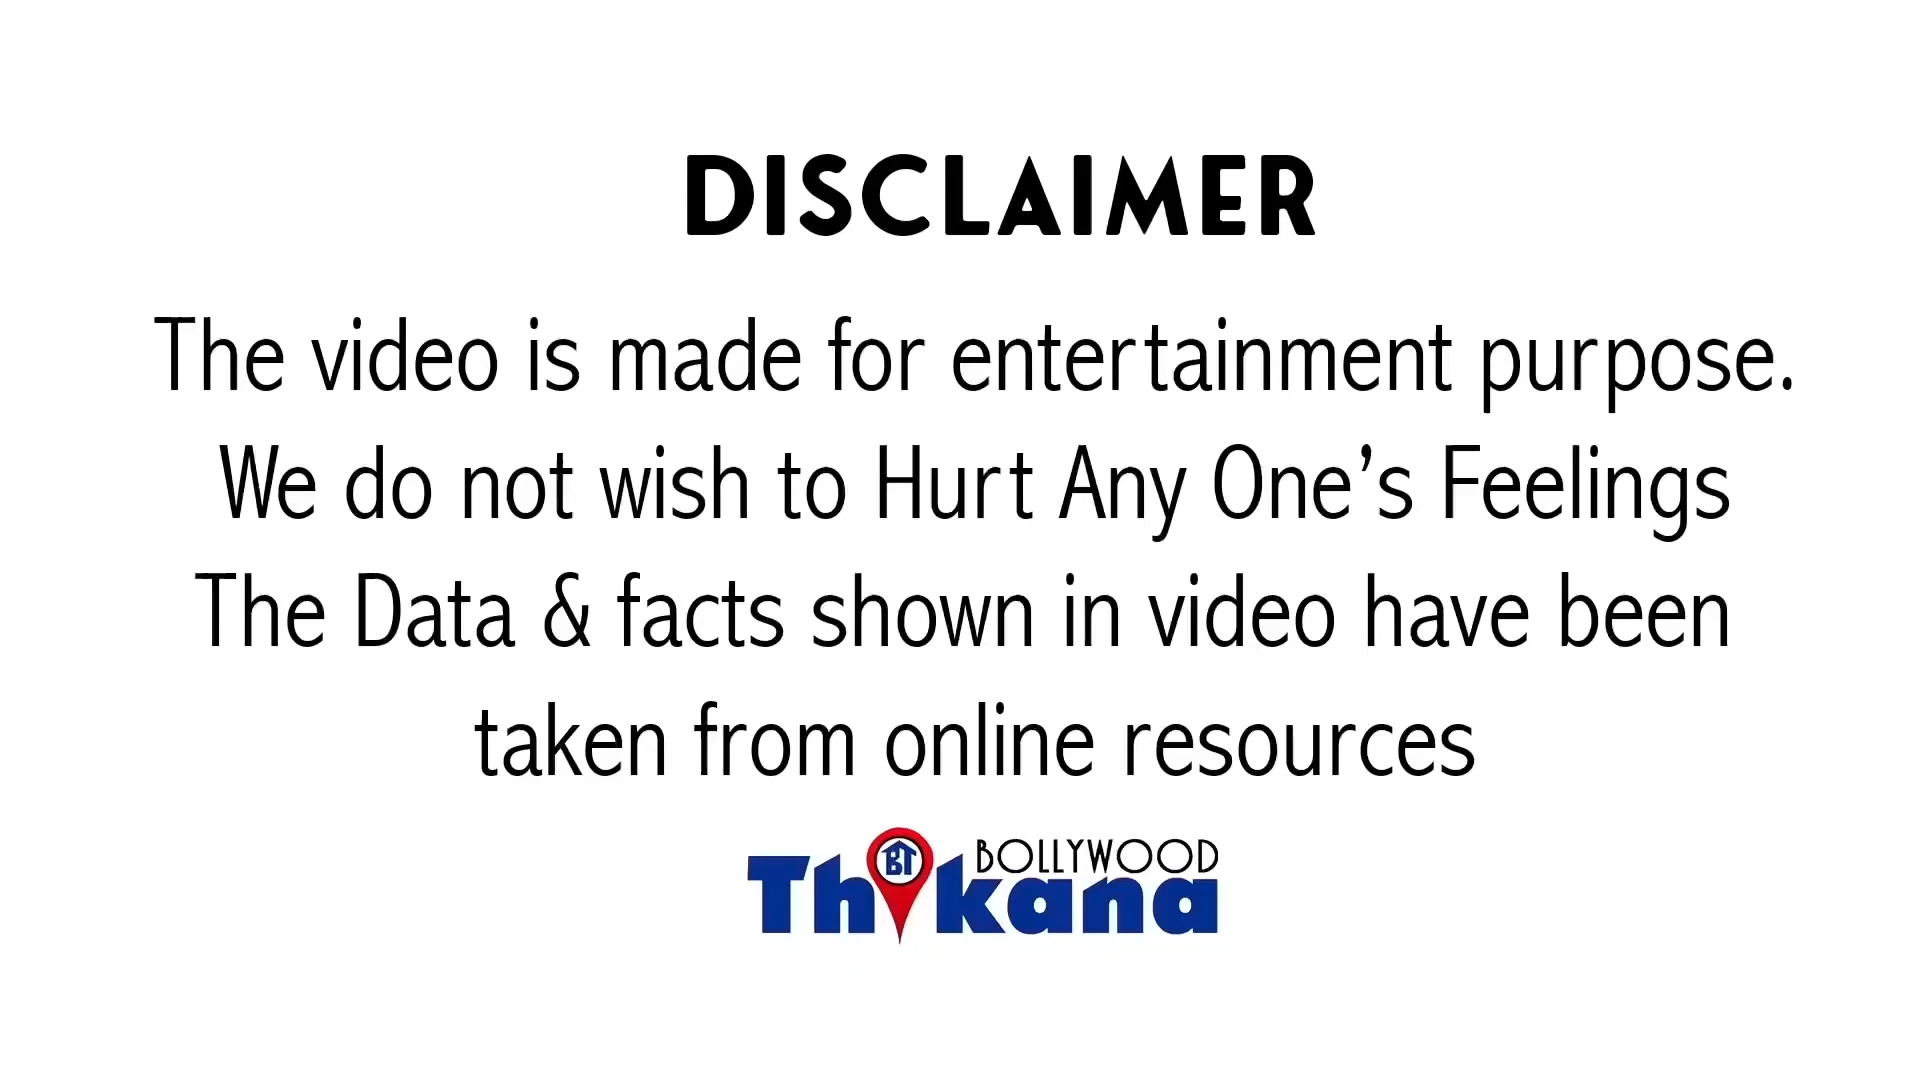 DISCLAIMER
The video is made for entertainment purpose.
We do not wish to Hurt Any One’s Feelings
The Data & facts shown in video have been
taken from online resources
BOLLYWOOD
BT
Thikana